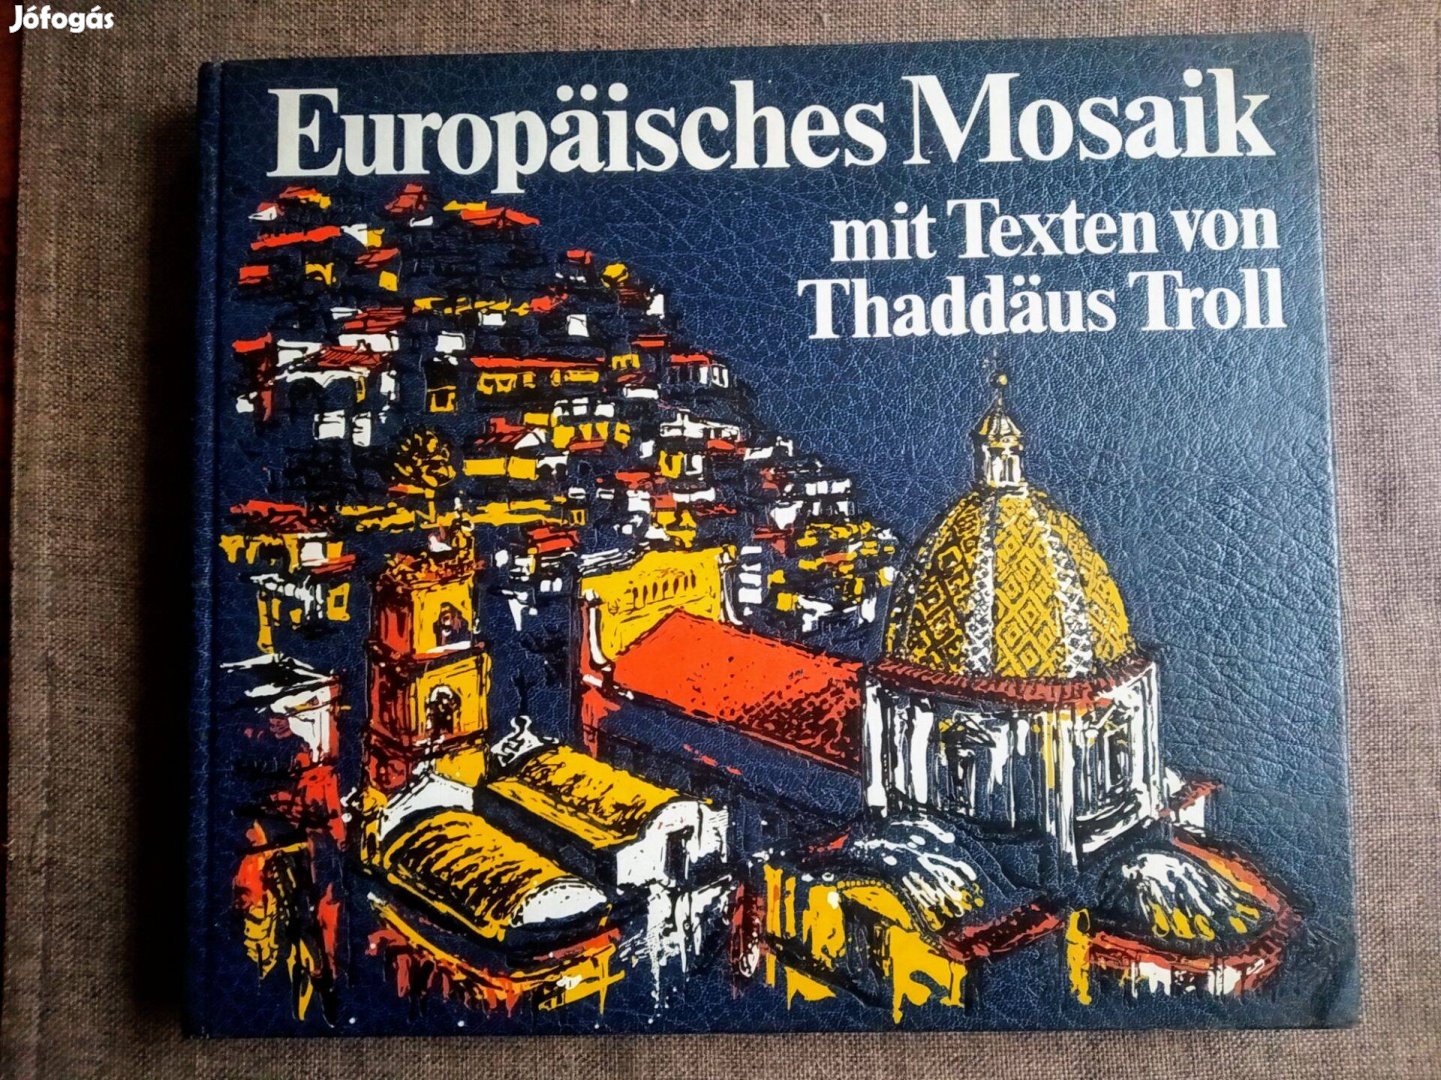 Jófogás
Europäisches Mosaik
mit Texten von
Thaddäus Troll